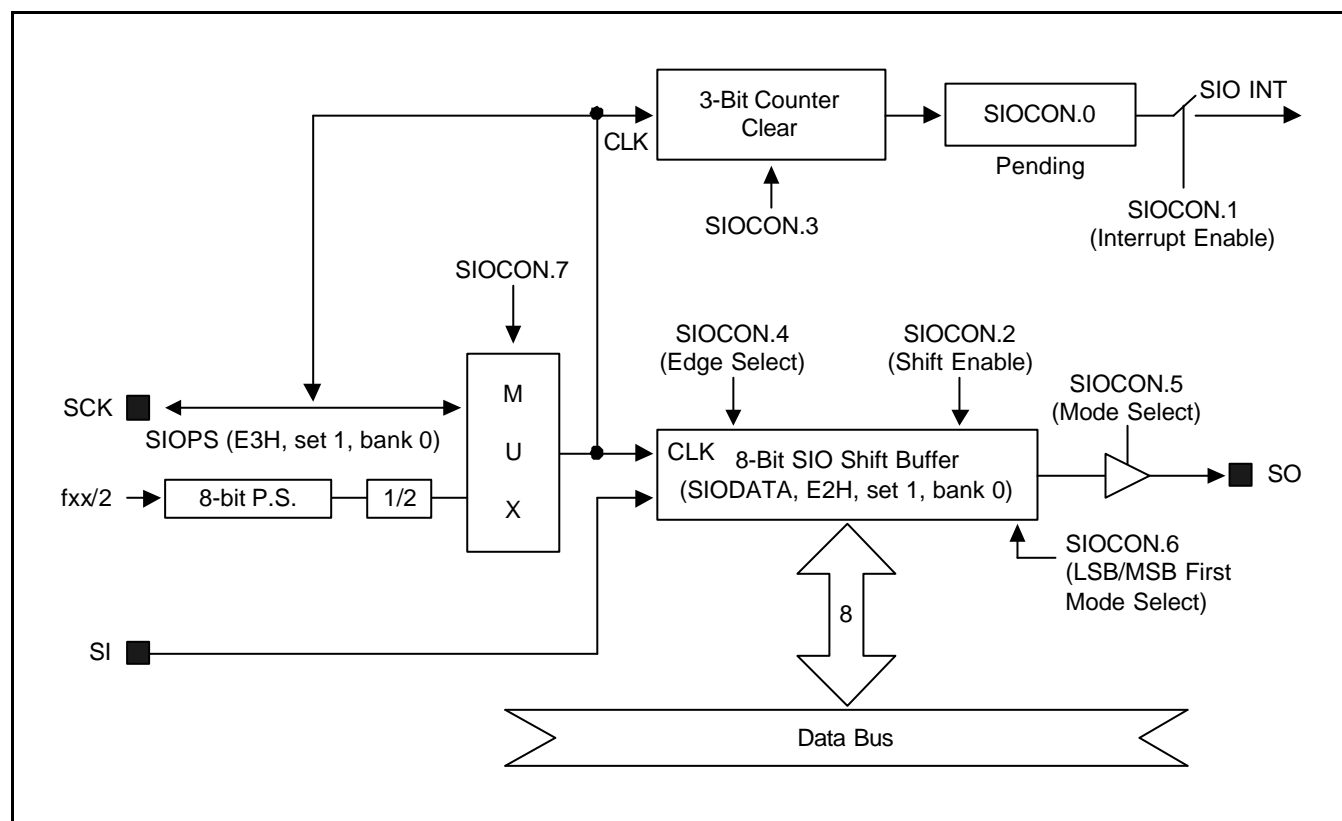 3-Bit Counter
Clear
CLK
SIOCON.0
Pending
SIO INT
SIOCON.3
SIOCON.1
(Interrupt Enable)
SIOCON.7
SIOCON.4
(Edge Select)
SIOCON.2
(Shift Enable)
SIOCON.5
(Mode Select)
SCK
SIOPS (E3H, set 1, bank 0)
M
U
X
fxx/2
8-bit P.S.
1/2
CLK
8-Bit SIO Shift Buffer
(SIODATA, E2H, set 1, bank 0)
SO
SIOCON.6
(LSB/MSB First
Mode Select)
8
SI
Data Bus